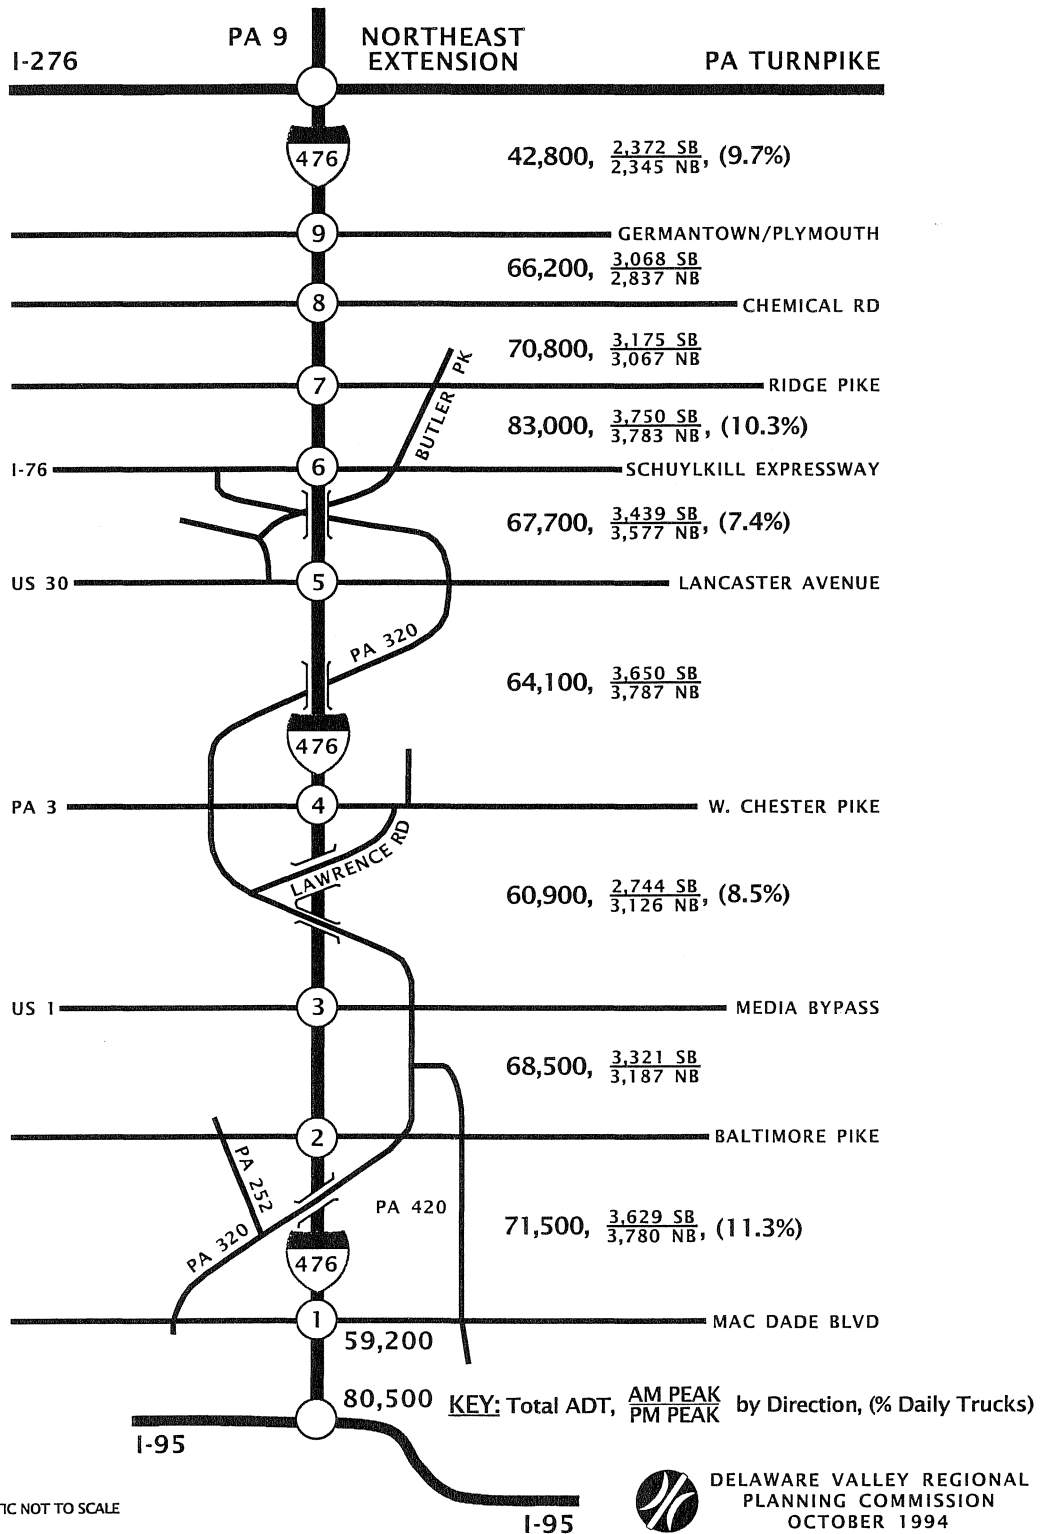 PA 9
NORTHEAST
EXTENSION
I-276
PA TURNPIKE
476
42,800, 2,372 SB / 2,345 NB, (9.7%)
9
GERMANTOWN/PLYMOUTH
66,200, 3,068 SB / 2,837 NB
8
CHEMICAL RD
70,800, 3,175 SB / 3,067 NB
BUTLER PK
7
RIDGE PIKE
83,000, 3,750 SB / 3,783 NB, (10.3%)
I-76
6
SCHUYLKILL EXPRESSWAY
67,700, 3,439 SB / 3,577 NB, (7.4%)
US 30
5
LANCASTER AVENUE
PA 320
64,100, 3,650 SB / 3,787 NB
476
PA 3
4
W. CHESTER PIKE
LAWRENCE RD
60,900, 2,744 SB / 3,126 NB, (8.5%)
US 1
3
MEDIA BYPASS
68,500, 3,321 SB / 3,187 NB
2
BALTIMORE PIKE
PA 252
PA 420
PA 320
71,500, 3,629 SB / 3,780 NB, (11.3%)
476
1
MAC DADE BLVD
59,200
80,500
KEY: Total ADT, AM PEAK / PM PEAK by Direction, (% Daily Trucks)
I-95
I-95
TIC NOT TO SCALE
DELAWARE VALLEY REGIONAL
PLANNING COMMISSION
OCTOBER 1994